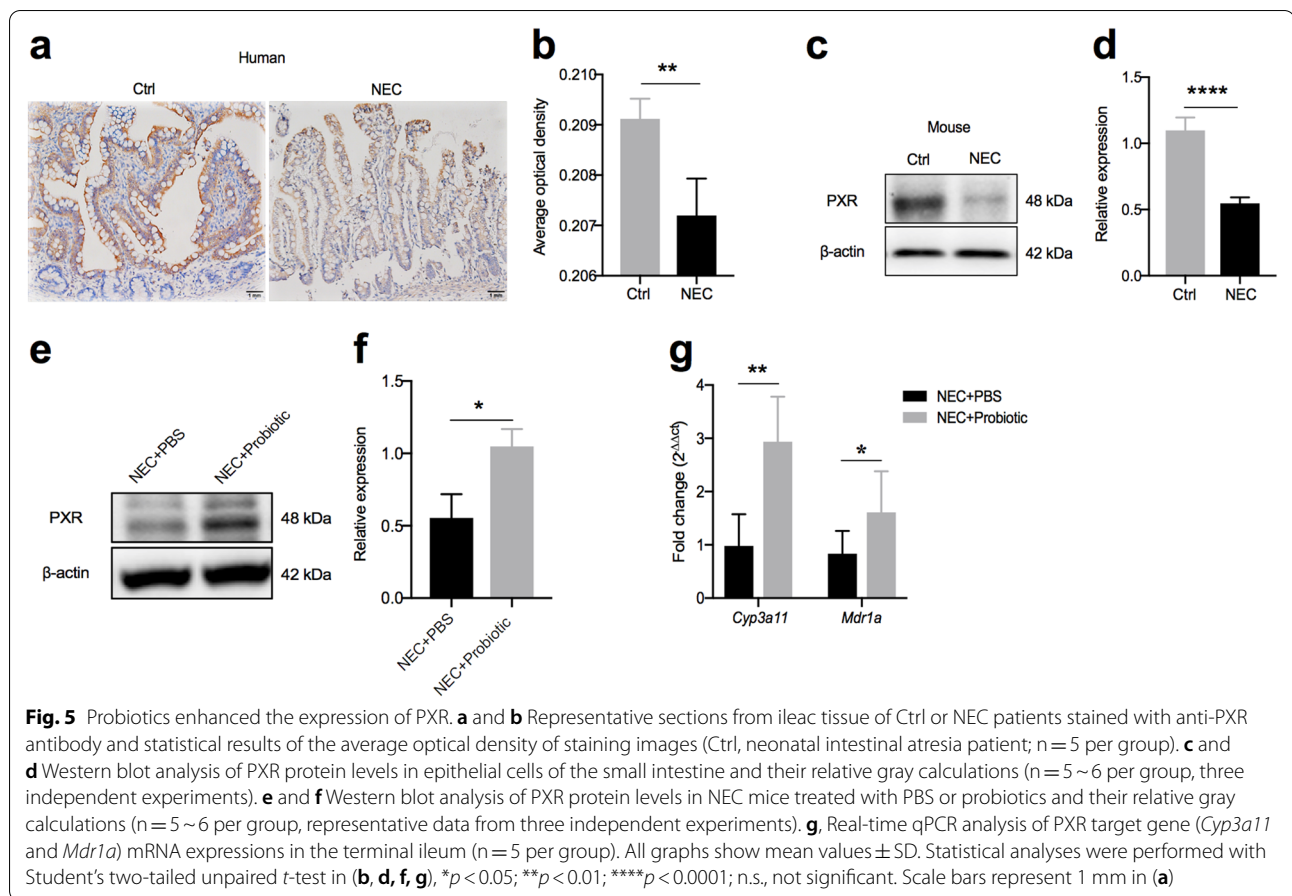 a
Human
Ctrl
NEC
1 mm
1 mm
b
**
Average optical density
0.210
0.209
0.208
0.207
0.206
Ctrl
NEC
c
Mouse
Ctrl
NEC
PXR
48 kDa
β-actin
42 kDa
d
****
Relative expression
1.5
1.0
0.5
0.0
Ctrl
NEC
e
NEC+PBS
NEC+Probiotic
PXR
48 kDa
β-actin
42 kDa
f
*
Relative expression
1.5
1.0
0.5
0.0
NEC+PBS
NEC+Probiotic
g
**
*
Fold change (2^-ΔΔct)
4
3
2
1
0
Cyp3a11
Mdr1a
NEC+PBS
NEC+Probiotic
Fig. 5 Probiotics enhanced the expression of PXR. a and b Representative sections from ileac tissue of Ctrl or NEC patients stained with anti-PXR
antibody and statistical results of the average optical density of staining images (Ctrl, neonatal intestinal atresia patient; n = 5 per group). c and
d Western blot analysis of PXR protein levels in epithelial cells of the small intestine and their relative gray calculations (n = 5 ~ 6 per group, three
independent experiments). e and f Western blot analysis of PXR protein levels in NEC mice treated with PBS or probiotics and their relative gray
calculations (n = 5 ~ 6 per group, representative data from three independent experiments). g, Real-time qPCR analysis of PXR target gene (Cyp3a11
and Mdr1a) mRNA expressions in the terminal ileum (n = 5 per group). All graphs show mean values ± SD. Statistical analyses were performed with
Student's two-tailed unpaired t-test in (b, d, f, g), *p < 0.05; **p < 0.01; ****p < 0.0001; n.s., not significant. Scale bars represent 1 mm in (a)